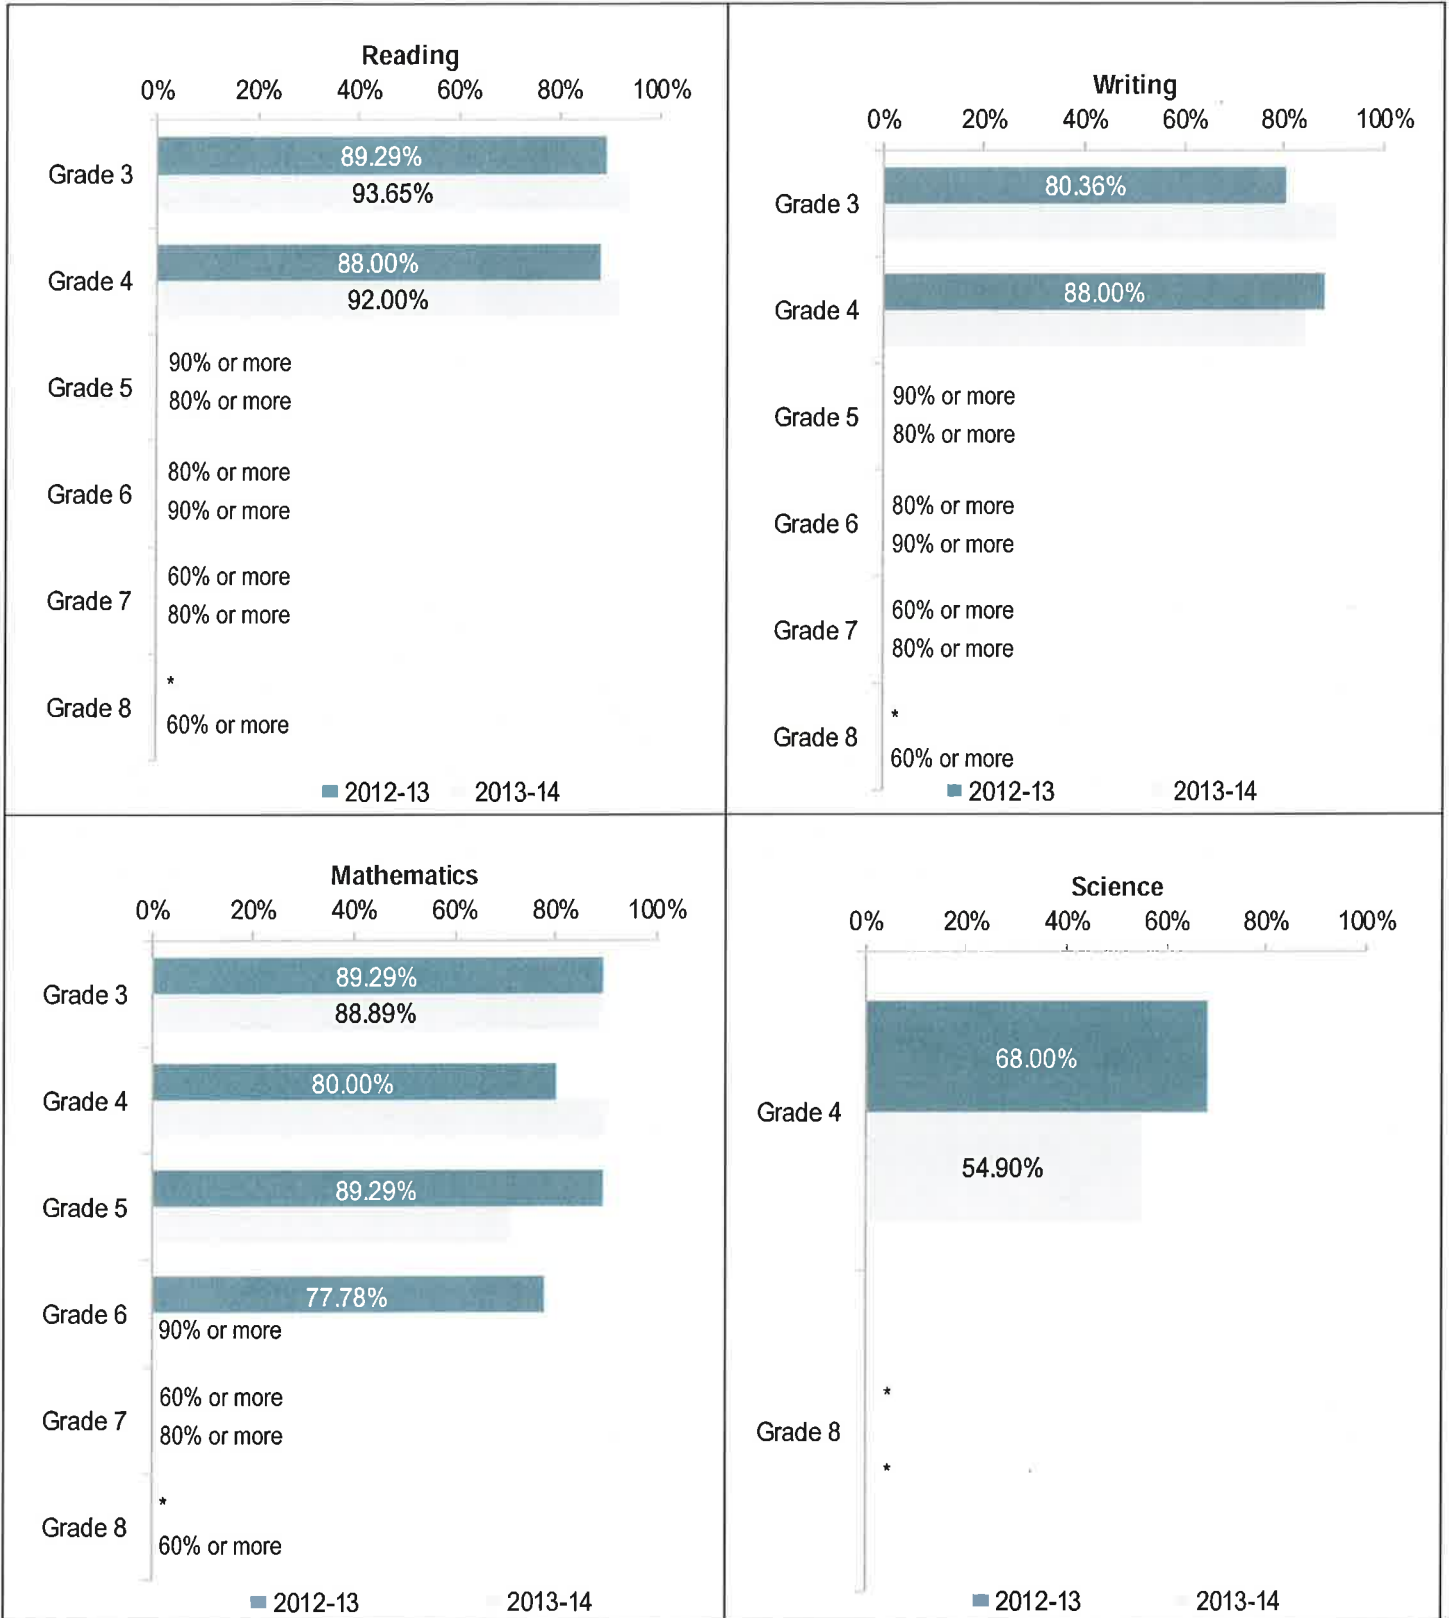 Reading
0% 20% 40% 60% 80% 100%
Grade 3
89.29%
93.65%
Grade 4
88.00%
92.00%
Grade 5
90% or more
80% or more
Grade 6
80% or more
90% or more
Grade 7
60% or more
80% or more
Grade 8
*
60% or more
2012-13 2013-14
Writing
0% 20% 40% 60% 80% 100%
Grade 3
80.36%
Grade 4
88.00%
Grade 5
90% or more
80% or more
Grade 6
80% or more
90% or more
Grade 7
60% or more
80% or more
Grade 8
*
60% or more
2012-13 2013-14
Mathematics
0% 20% 40% 60% 80% 100%
Grade 3
89.29%
88.89%
Grade 4
80.00%
Grade 5
89.29%
Grade 6
77.78%
90% or more
Grade 7
60% or more
80% or more
Grade 8
*
60% or more
2012-13 2013-14
Science
0% 20% 40% 60% 80% 100%
Grade 4
68.00%
54.90%
Grade 8
*
*
2012-13 2013-14